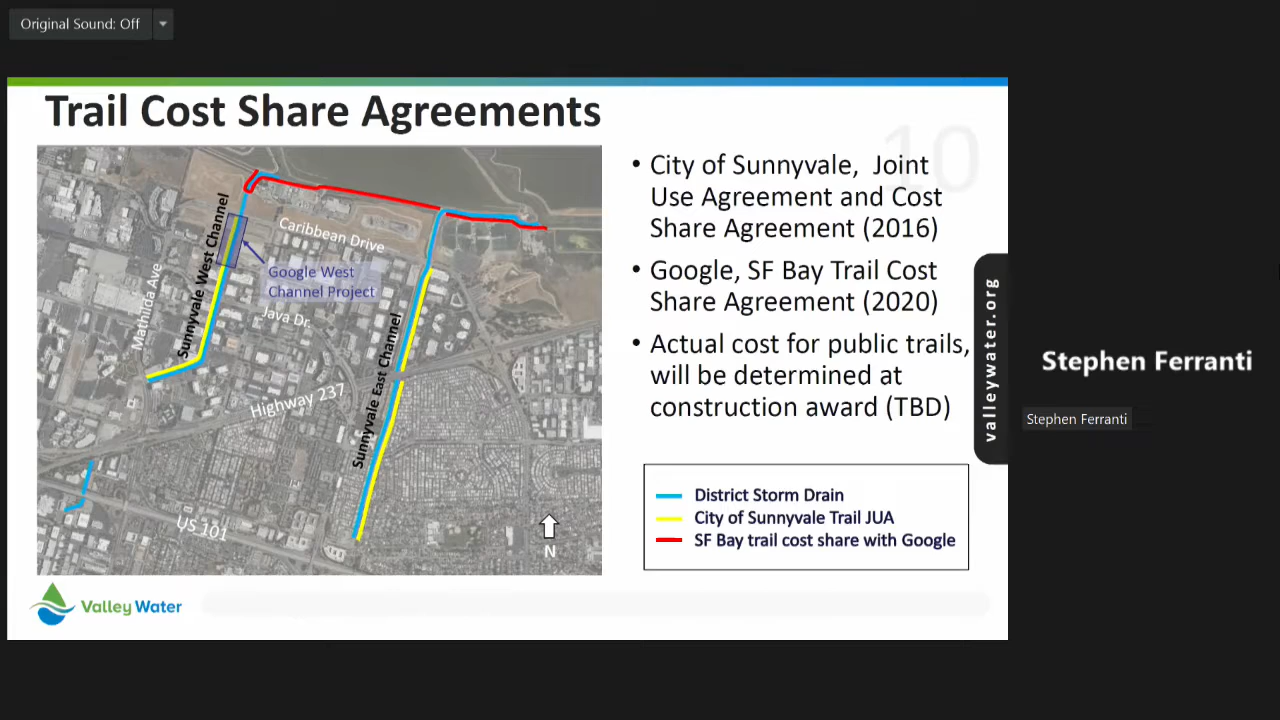 Original Sound: Off
Trail Cost Share Agreements
10
• City of Sunnyvale, Joint
Use Agreement and Cost
Share Agreement (2016)
• Google, SF Bay Trail Cost
Share Agreement (2020)
• Actual cost for public trails,
will be determined at
construction award (TBD)
Caribbean Drive
Sunnyvale West Channel
Google West
Channel Project
Mathilda Ave
Java Dr.
Sunnyvale East Channel
Highway 237
US 101
N
District Storm Drain
City of Sunnyvale Trail JUA
SF Bay trail cost share with Google
valleywater.org
Valley Water
Stephen Ferranti
Stephen Ferranti